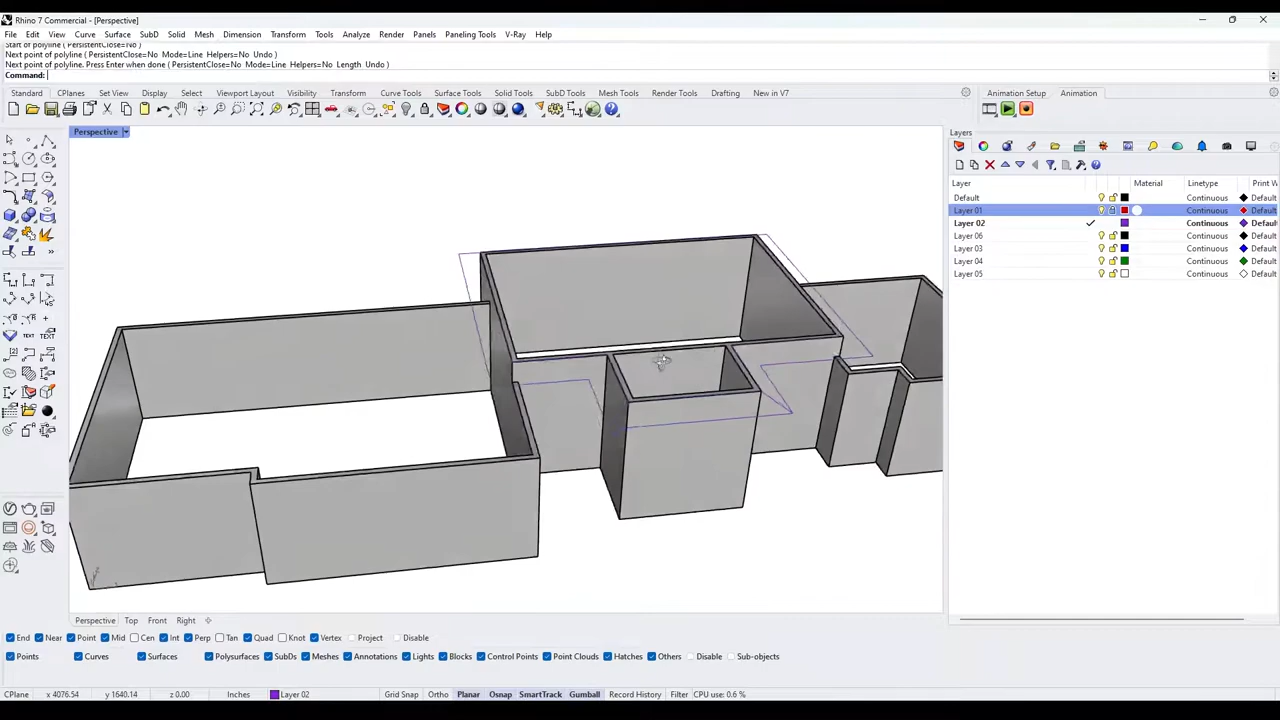 Rhino 7 Commercial - [Perspective]
File Edit View Curve Surface SubD Solid Mesh Dimension Transform Tools Analyze Render Panels Paneling Tools V-Ray Help
Start of polyline ( PersistentClose=No )
Next point of polyline ( PersistentClose=No Mode=Line Helpers=No Undo )
Next point of polyline. Press Enter when done ( PersistentClose=No Mode=Line Helpers=No Length Undo )
Command:
Standard CPlanes Set View Display Select Viewport Layout Visibility Transform Curve Tools Surface Tools Solid Tools SubD Tools Mesh Tools Render Tools Drafting New in V7
Animation Setup Animation
Perspective
Layers
Layer Material Linetype Print W
Default Continuous Default
Layer 01 Continuous Default
Layer 02 Continuous Defaul
Layer 06 Continuous Default
Layer 03 Continuous Default
Layer 04 Continuous Default
Layer 05 Continuous Default
TEXT TEXT
TEXT
Perspective Top Front Right
End Near Point Mid Cen Int Perp Tan Quad Knot Vertex Project Disable
Points Curves Surfaces Polysurfaces SubDs Meshes Annotations Lights Blocks Control Points Point Clouds Hatches Others Disable Sub-objects
CPlane x 4076.54 y 1640.14 z 0.00 Inches Layer 02 Grid Snap Ortho Planar Osnap SmartTrack Gumball Record History Filter CPU use: 0.6 %